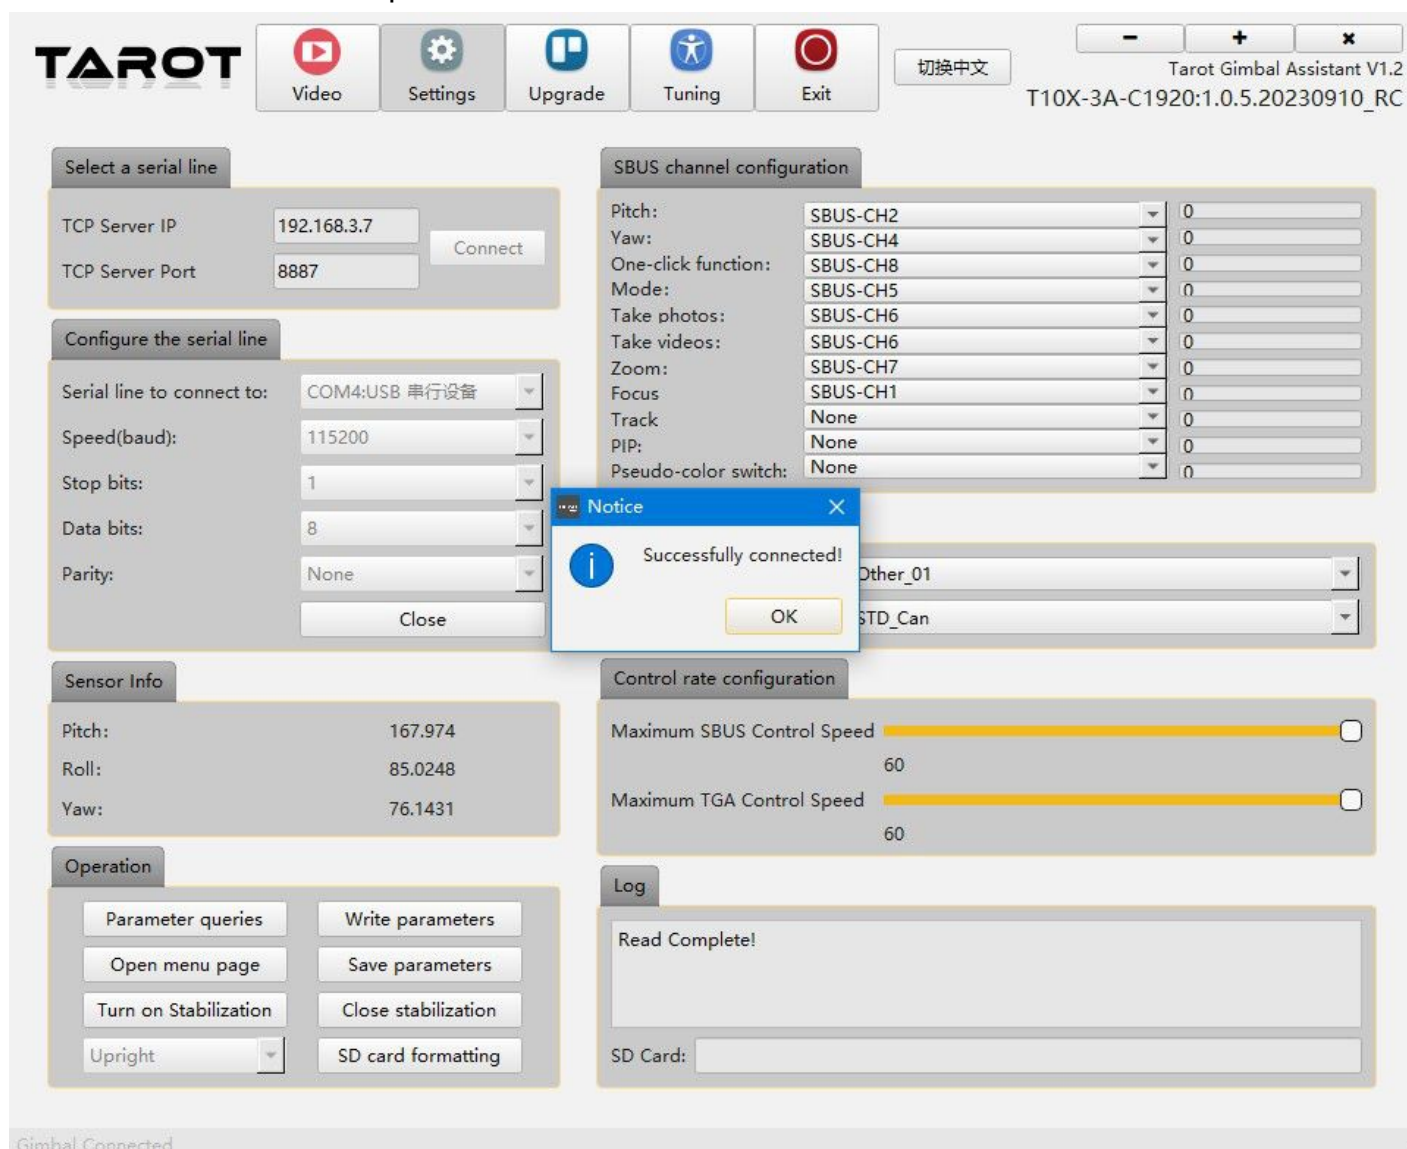 TAROT
Video
Settings
Upgrade
Tuning
Exit
切换中文
Tarot Gimbal Assistant V1.2
T10X-3A-C1920:1.0.5.20230910_RC
Select a serial line
TCP Server IP 192.168.3.7
Connect
TCP Server Port 8887
Configure the serial line
Serial line to connect to: COM4:USB 串行设备
Speed(baud): 115200
Stop bits: 1
Data bits: 8
Parity: None
Close
Sensor Info
Pitch: 167.974
Roll: 85.0248
Yaw: 76.1431
Operation
Parameter queries Write parameters
Open menu page Save parameters
Turn on Stabilization Close stabilization
Upright SD card formatting
SBUS channel configuration
Pitch: SBUS-CH2 0
Yaw: SBUS-CH4 0
One-click function: SBUS-CH8 0
Mode: SBUS-CH5 0
Take photos: SBUS-CH6 0
Take videos: SBUS-CH6 0
Zoom: SBUS-CH7 0
Focus SBUS-CH1 0
Track None 0
PIP: None 0
Pseudo-color switch: None 0
Notice
Successfully connected!
OK
Other_01
STD_Can
Control rate configuration
Maximum SBUS Control Speed
60
Maximum TGA Control Speed
60
Log
Read Complete!
SD Card:
Gimbal Connected